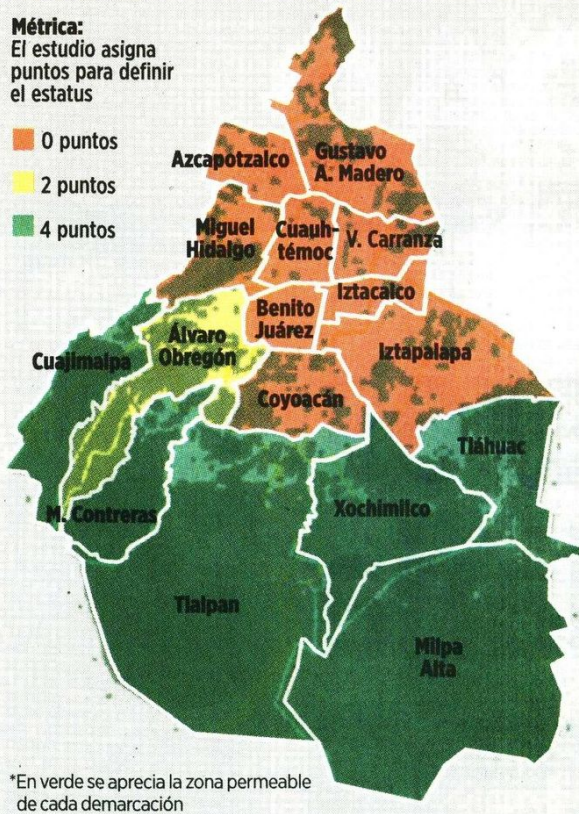 Métrica:
El estudio asigna
puntos para definir
el estatus
0 puntos
2 puntos
4 puntos
Azcapotzalco
Gustavo
A. Madero
Miguel
Hidalgo
Cuauh-
témoc
V. Carranza
Iztacalco
Benito
Juárez
Álvaro
Obregón
Cuajimalpa
Iztapalapa
Coyoacán
Tláhuac
M. Contreras
Xochimilco
Tlalpan
Milpa
Alta
*En verde se aprecia la zona permeable
de cada demarcación